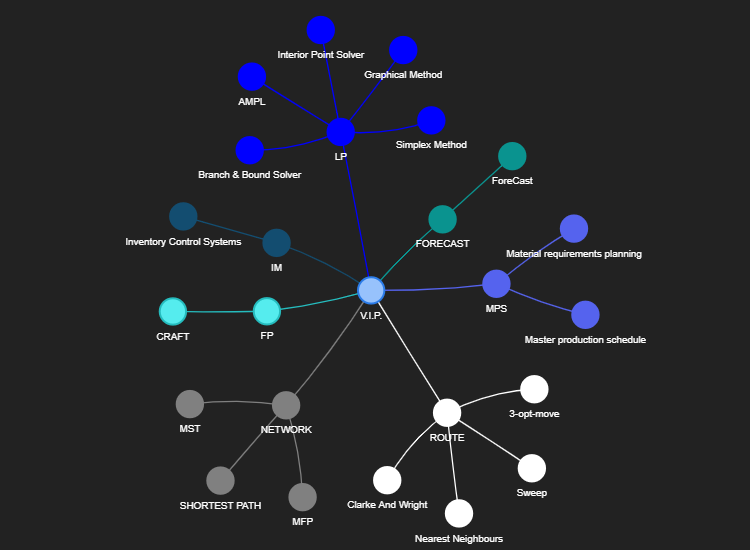 Interior Point Solver
Graphical Method
AMPL
Simplex Method
LP
Branch & Bound Solver
ForeCast
Inventory Control Systems
FORECAST
Material requirements planning
IM
MPS
V.I.P.
CRAFT
FP
Master production schedule
3-opt-move
MST
NETWORK
ROUTE
Sweep
SHORTEST PATH
Clarke And Wright
MFP
Nearest Neighbours